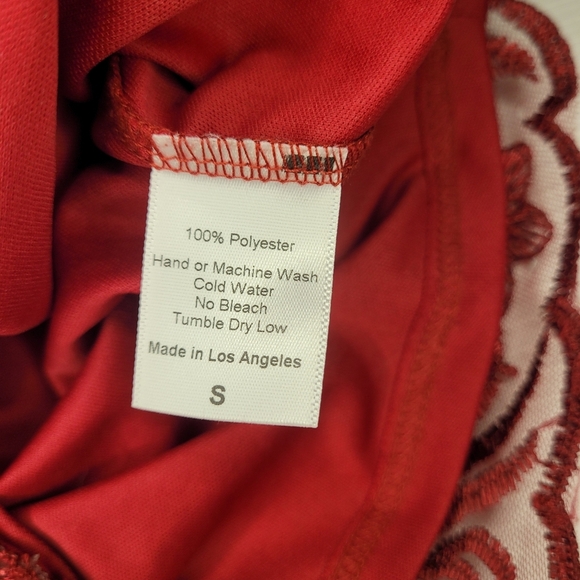 100% Polyester
Hand or Machine Wash
Cold Water
No Bleach
Tumble Dry Low
Made in Los Angeles
S